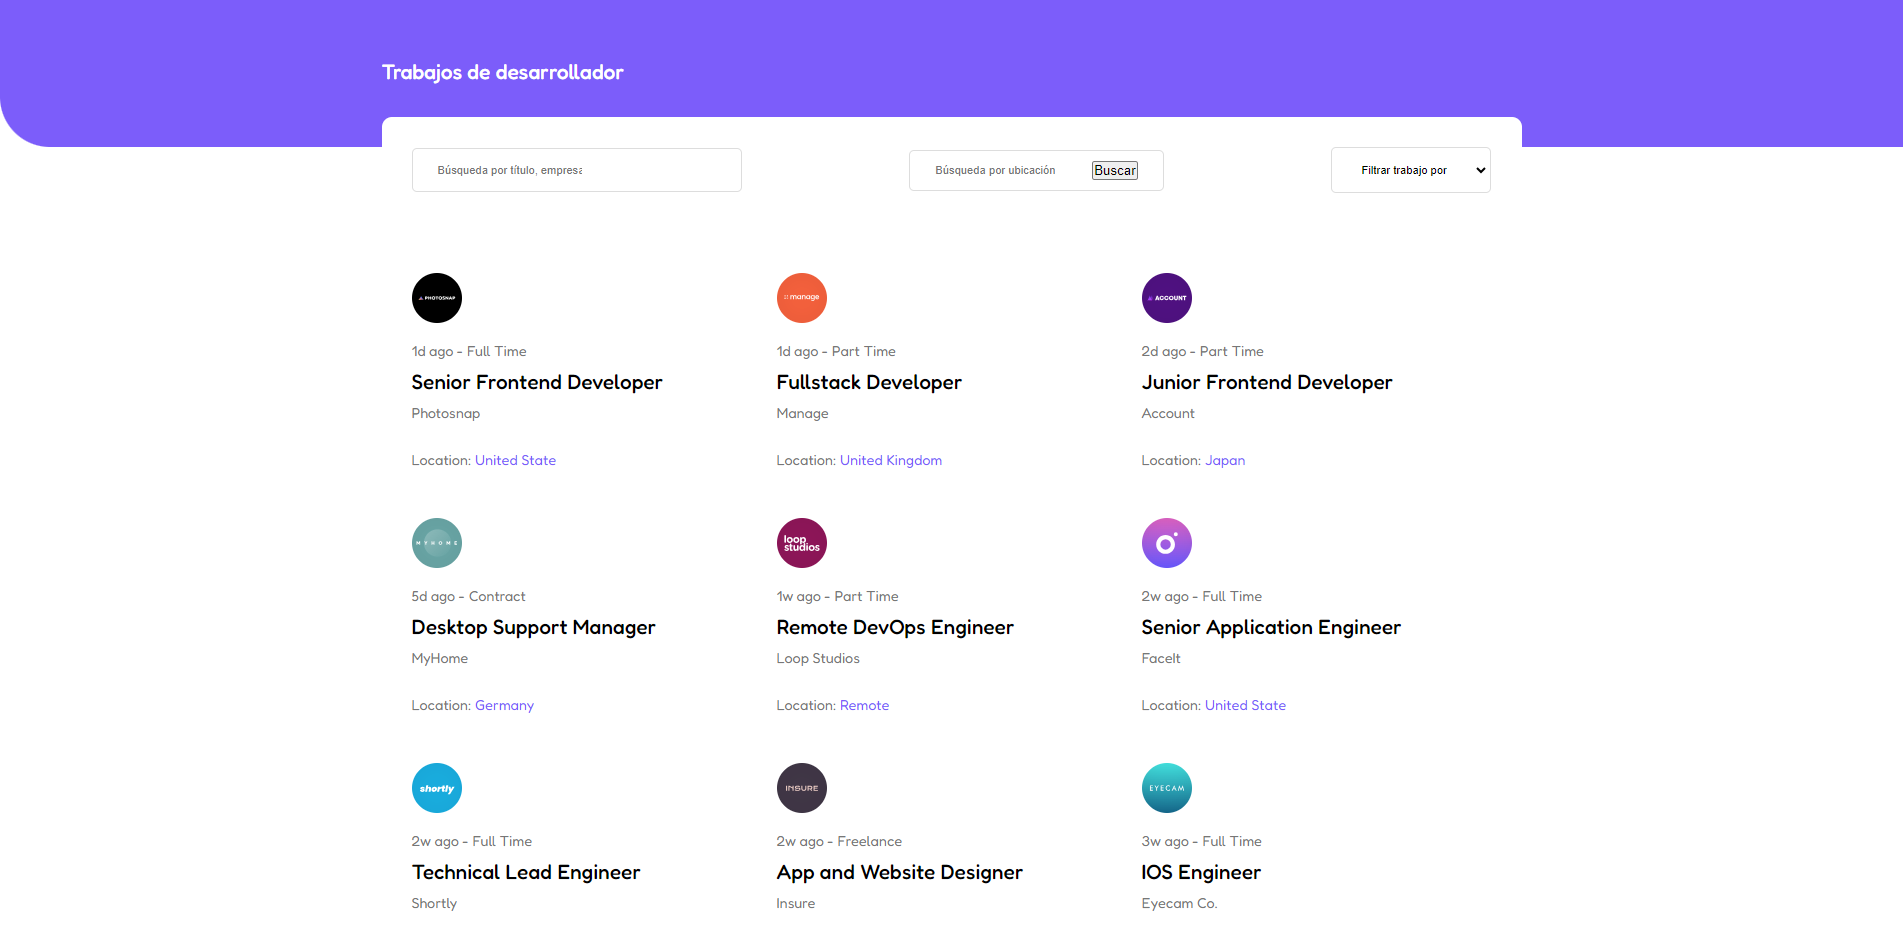 Trabajos de desarrollador
Búsqueda por título, empresa
Búsqueda por ubicación
Buscar
Filtrar trabajo por
PHOTOSNAP
1d ago - Full Time
Senior Frontend Developer
Photosnap
Location: United State
manage
1d ago - Part Time
Fullstack Developer
Manage
Location: United Kingdom
ACCOUNT
2d ago - Part Time
Junior Frontend Developer
Account
Location: Japan
MYHOME
5d ago - Contract
Desktop Support Manager
MyHome
Location: Germany
loop
studios
1w ago - Part Time
Remote DevOps Engineer
Loop Studios
Location: Remote
2w ago - Full Time
Senior Application Engineer
FaceIt
Location: United State
shortly
2w ago - Full Time
Technical Lead Engineer
Shortly
INSURE
2w ago - Freelance
App and Website Designer
Insure
EYECAM
3w ago - Full Time
IOS Engineer
Eyecam Co.